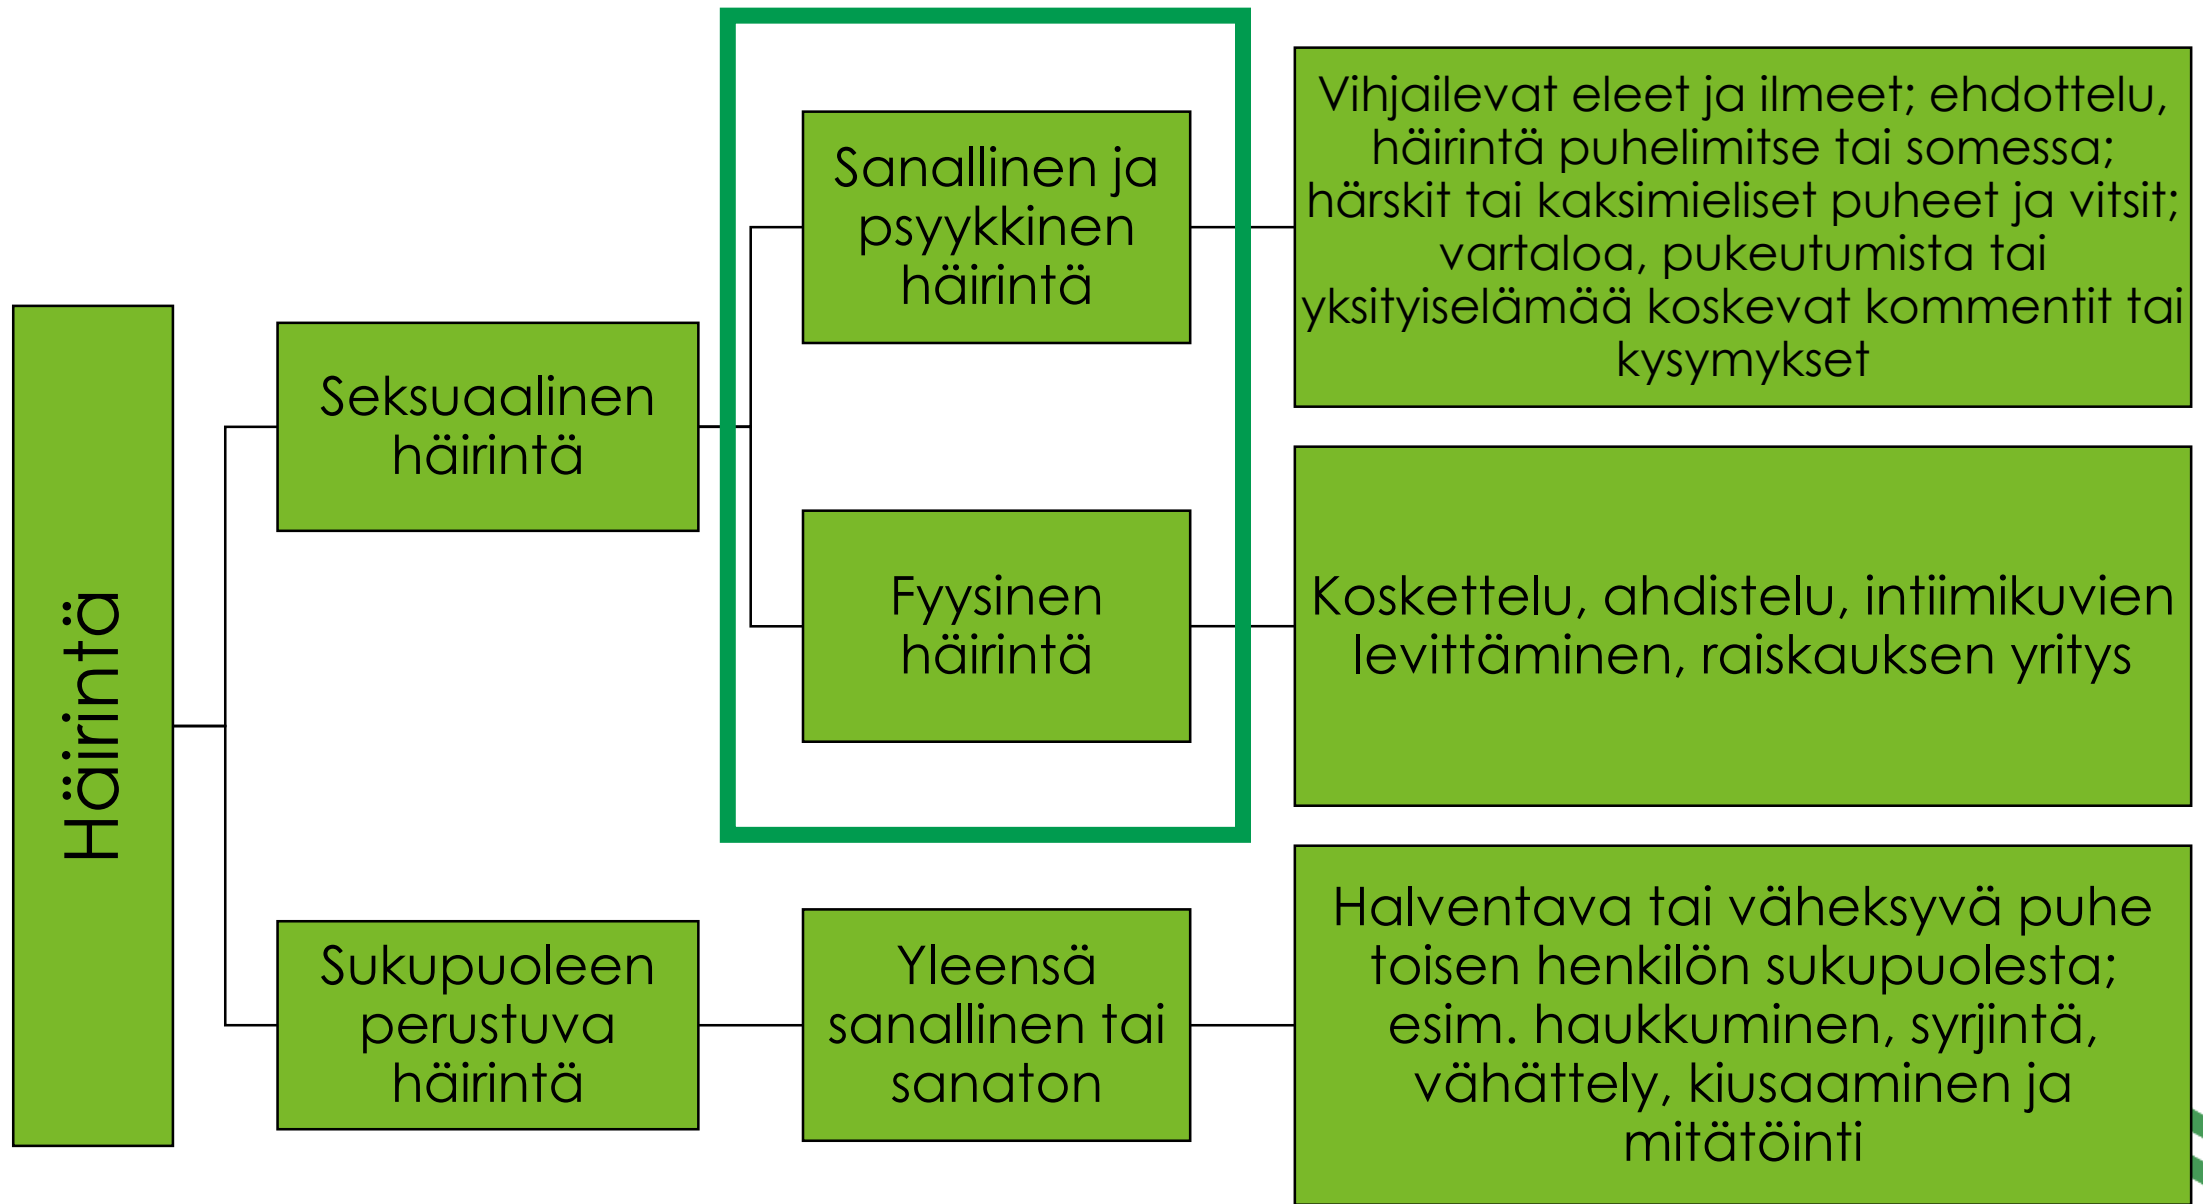 Häirintä
Seksuaalinen
häirintä
Sanallinen ja
psyykkinen
häirintä
Vihjailevat eleet ja ilmeet; ehdottelu,
häirintä puhelimitse tai somessa;
härskit tai kaksimieliset puheet ja vitsit;
vartaloa, pukeutumista tai
yksityiselämää koskevat kommentit tai
kysymykset
Fyysinen
häirintä
Koskettelu, ahdistelu, intiimikuvien
levittäminen, raiskauksen yritys
Sukupuoleen
perustuva
häirintä
Yleensä
sanallinen tai
sanaton
Halventava tai väheksyvä puhe
toisen henkilön sukupuolesta;
esim. haukkuminen, syrjintä,
vähättely, kiusaaminen ja
mitätöinti